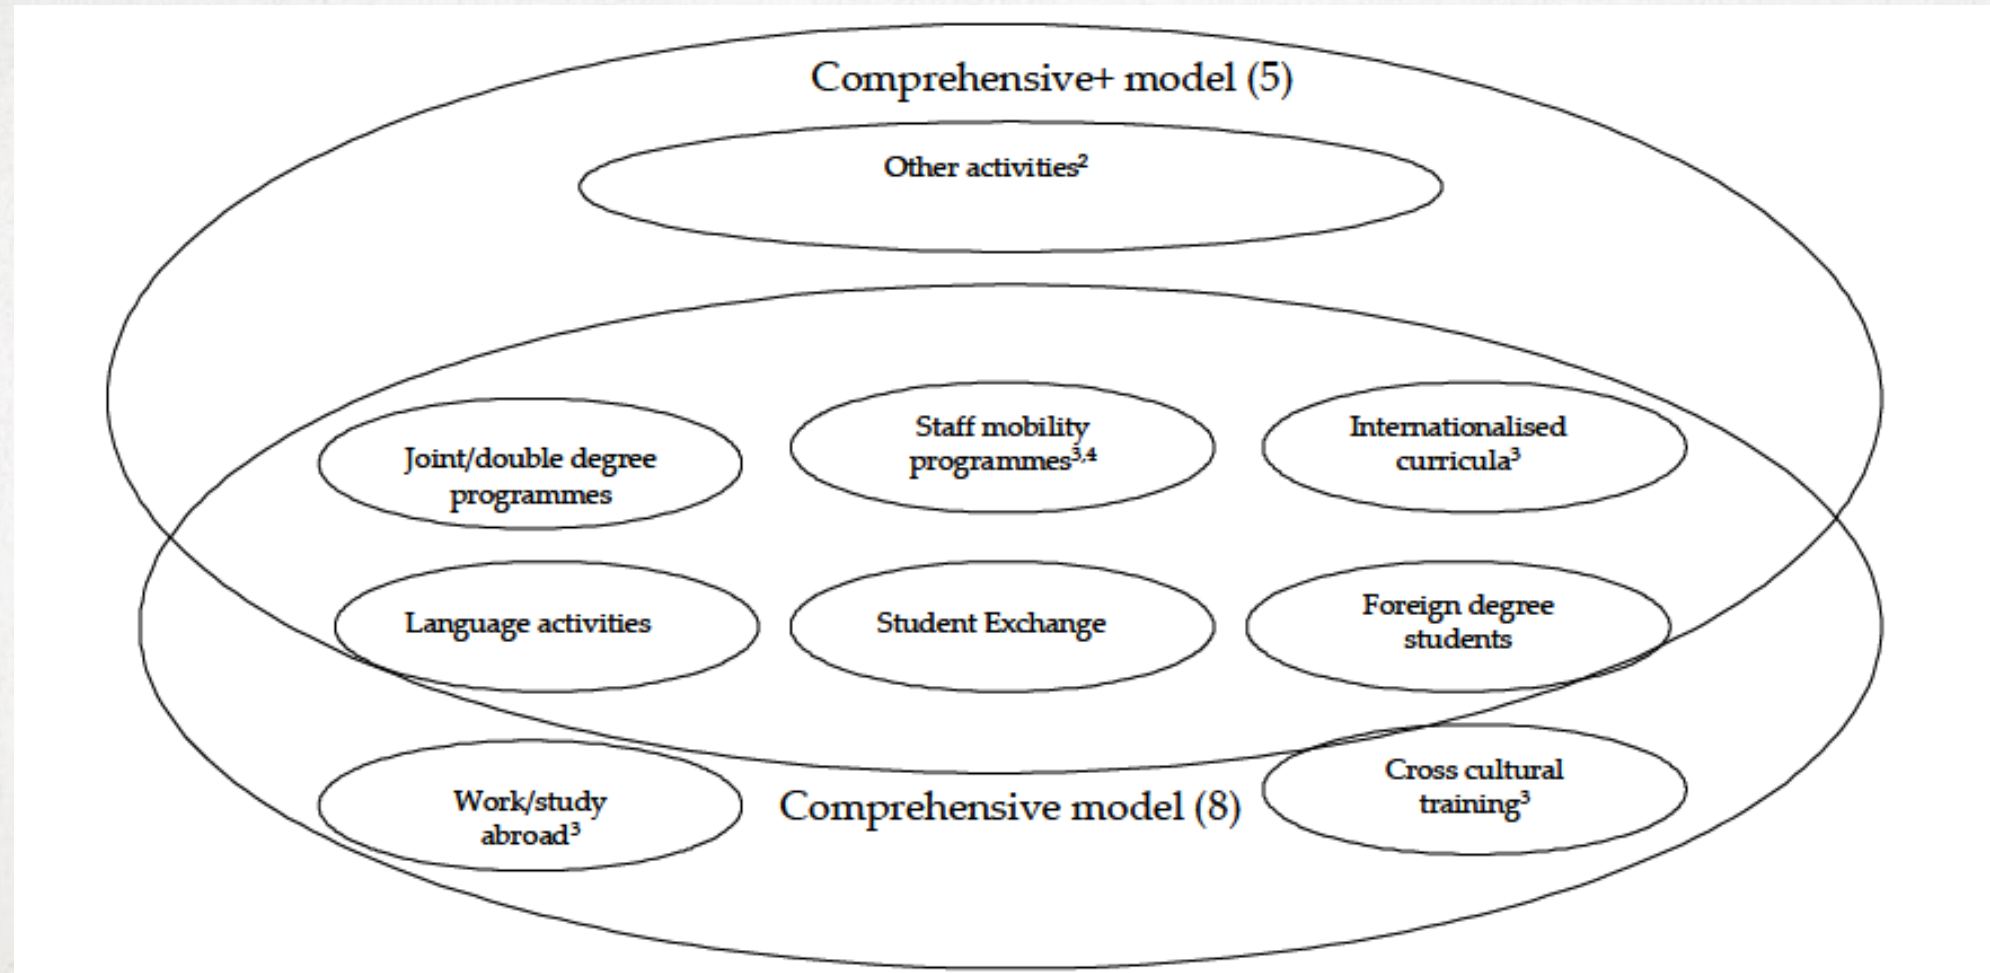 Comprehensive+ model (5)
Other activities²
Joint/double degree
programmes
Staff mobility
programmes³,⁴
Internationalised
curricula³
Language activities
Student Exchange
Foreign degree
students
Work/study
abroad³
Comprehensive model (8)
Cross cultural
training³